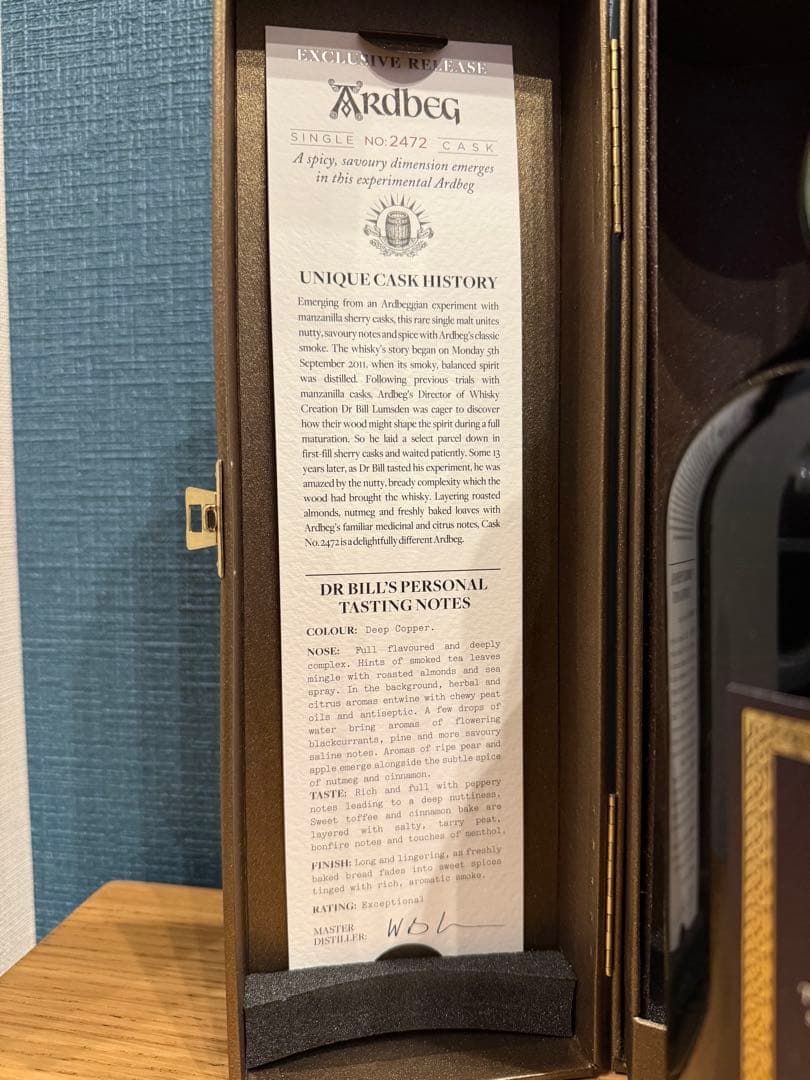 EXCLUSIVE RELEASE
ARDBEG
SINGLE NO:2472 CASK
A spicy, savoury dimension emerges
in this experimental Ardbeg
UNIQUE CASK HISTORY
Emerging from an Ardbeggian experiment with
manzanilla sherry casks, this rare single malt unites
nutty, savoury notes and spice with Ardbeg's classic
smoke. The whisky's story began on Monday 5th
September 2011, when its smoky, balanced spirit
was distilled. Following previous trials with
manzanilla casks, Ardbeg's Director of Whisky
Creation Dr Bill Lumsden was eager to discover
how their wood might shape the spirit during a full
maturation. So he laid a select parcel down in
first-fill sherry casks and waited patiently. Some 13
years later, as Dr Bill tasted his experiment, he was
amazed by the nutty, bready complexity which the
wood had brought the whisky. Layering roasted
almonds, nutmeg and freshly baked loaves with
Ardbeg's familiar medicinal and citrus notes, Cask
No. 2472 is a delightfully different Ardbeg.
DR BILL'S PERSONAL
TASTING NOTES
COLOUR: Deep Copper.
NOSE: Full flavoured and deeply
complex. Hints of smoked tea leaves
mingle with roasted almonds and sea
spray. In the background, herbal and
citrus aromas entwine with chewy peat
oils and antiseptic. A few drops of
water bring aromas of flowering
blackcurrants, pine and more savoury
saline notes. Aromas of ripe pear and
apple emerge alongside the subtle spice
of nutmeg and cinnamon.
TASTE: Rich and full with peppery
notes leading to a deep nuttiness.
Sweet toffee and cinnamon bake are
layered with salty, tarry peat,
bonfire notes and touches of menthol.
FINISH: Long and lingering, as freshly
baked bread fades into sweet spices
tinged with rich, aromatic smoke.
RATING: Exceptional
MASTER
DISTILLER: